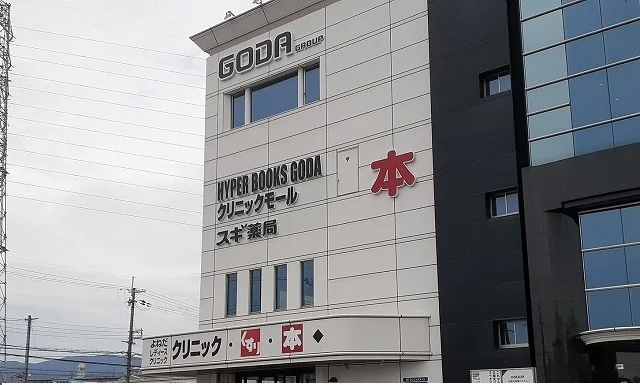 GODA GROUP
HYPER BOOKS GODA
クリニックモール
スギ薬局
本
よねだ
レディース
クリニック
クリニック・くすり・本◆